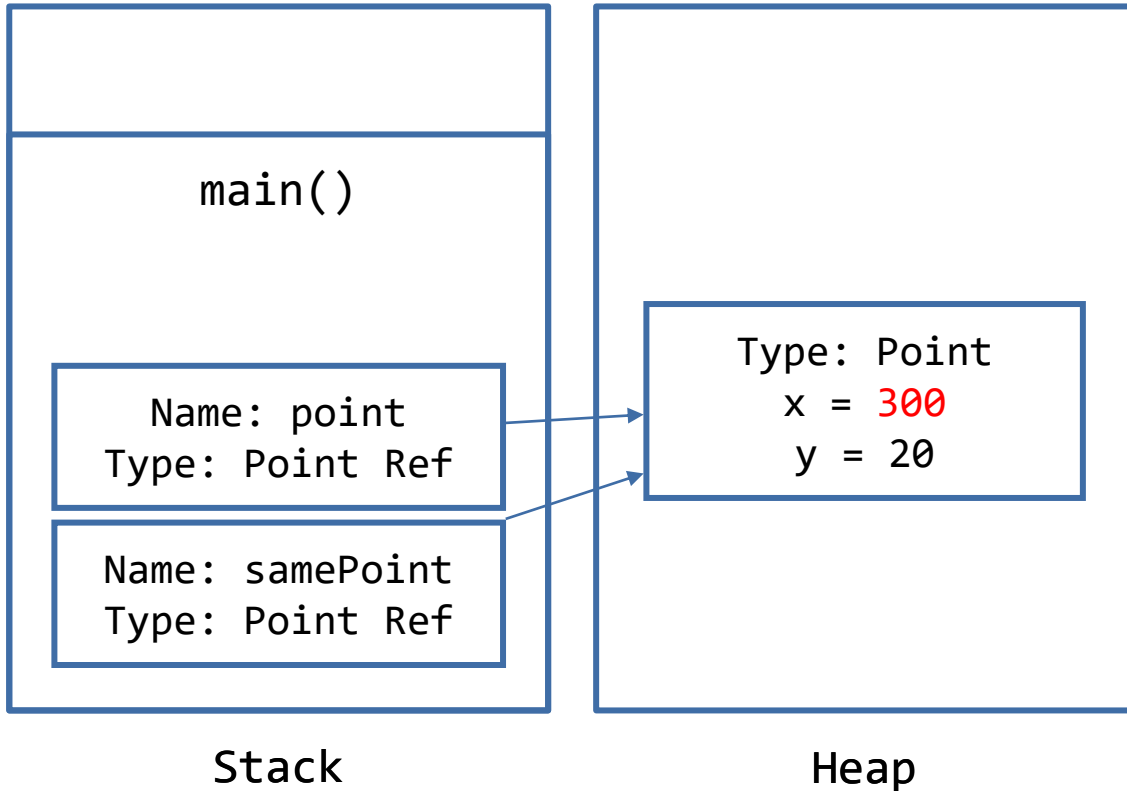 main()
Name: point
Type: Point Ref
Name: samePoint
Type: Point Ref
Stack
Type: Point
x = 300
y = 20
Heap